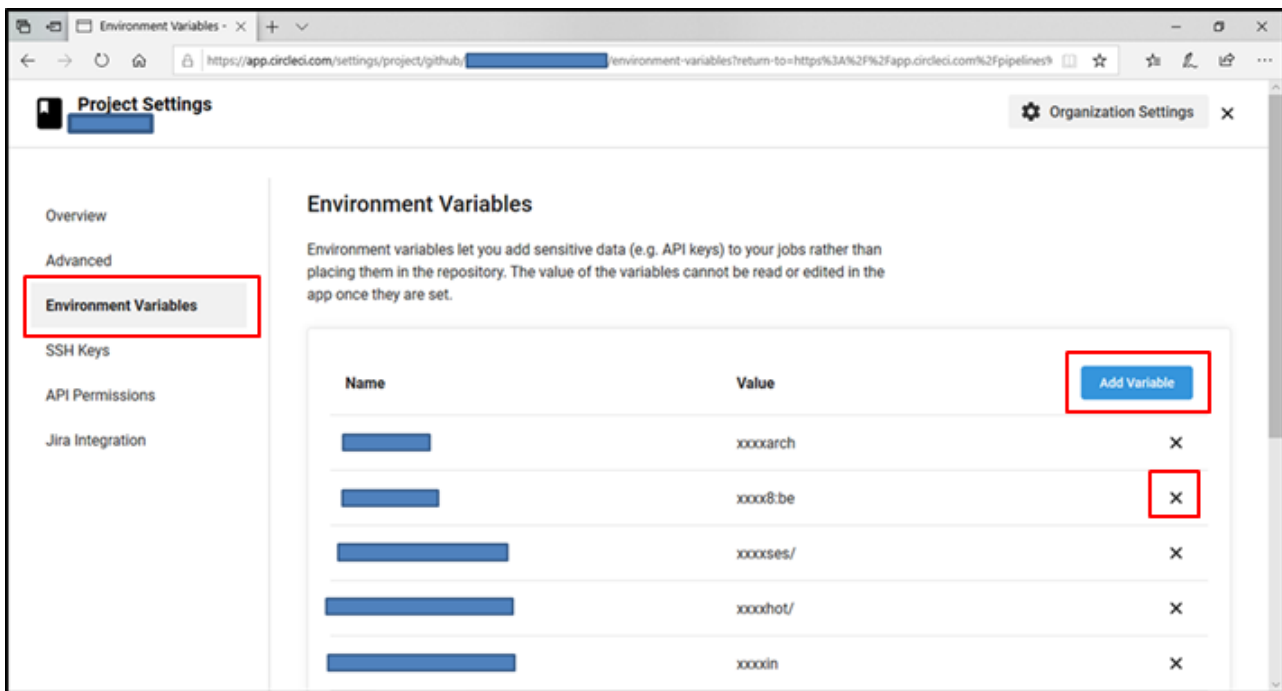 Environment Variables -
https://app.circleci.com/settings/project/github/ /environment-variables?return-to=https%3A%2F%2Fapp.circleci.com%2Fpipelines%
Project Settings
Organization Settings
Overview
Advanced
Environment Variables
SSH Keys
API Permissions
Jira Integration
Environment Variables
Environment variables let you add sensitive data (e.g. API keys) to your jobs rather than
placing them in the repository. The value of the variables cannot be read or edited in the
app once they are set.
Name Value Add Variable
xxxxarch
xxxx8:be
xxxxses/
xxxxhot/
xxxxin